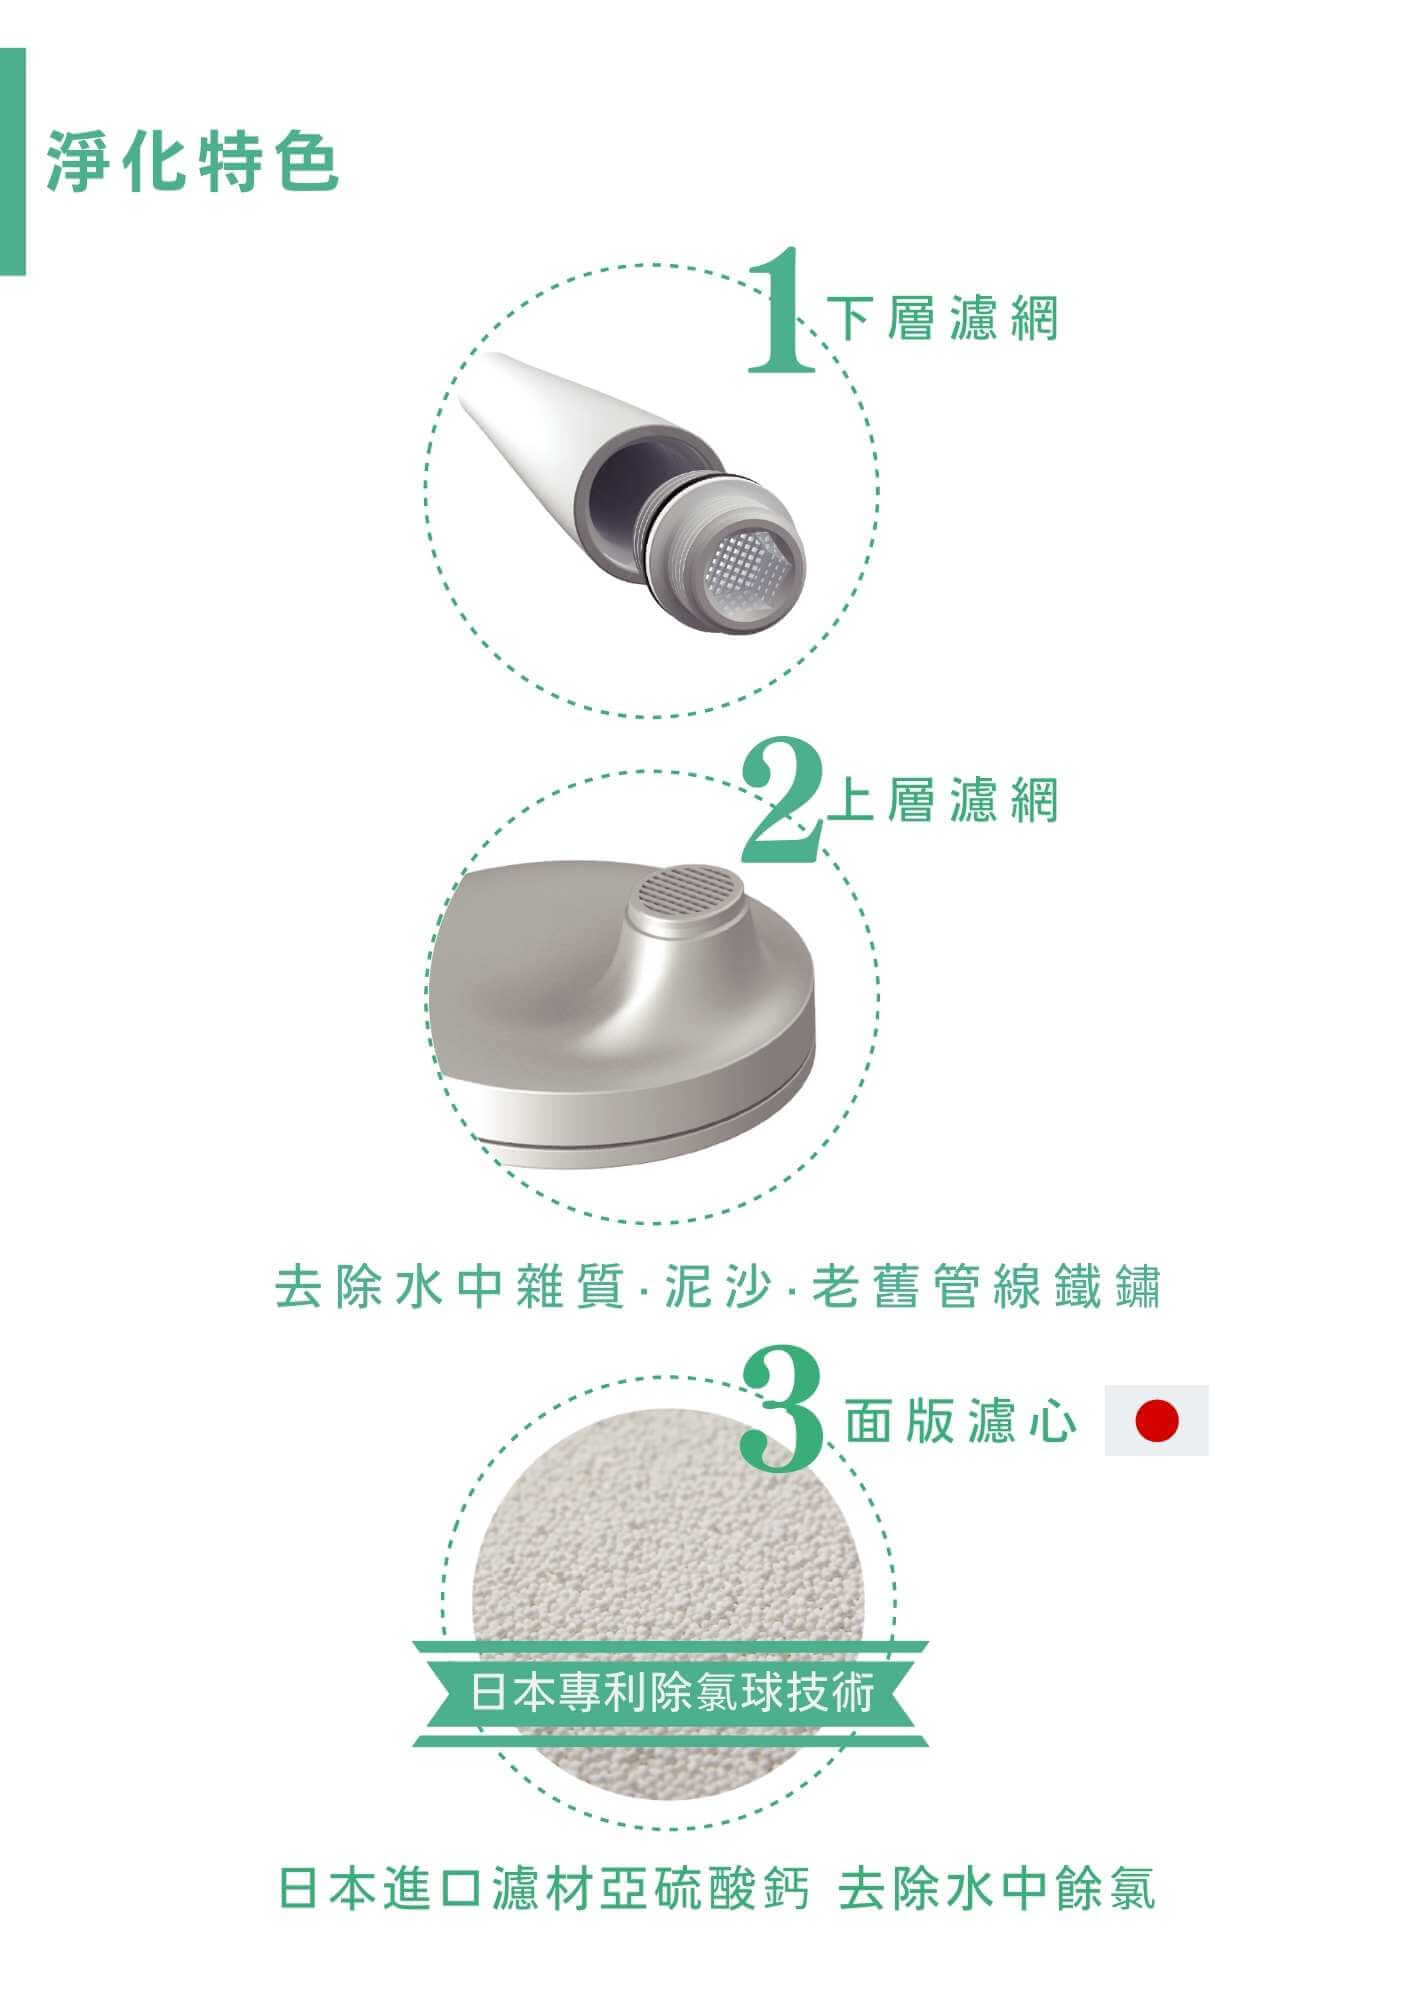 淨化特色
1 下層濾網
2 上層濾網
去除水中雜質·泥沙·老舊管線鐵鏽
3 面版濾心
日本專利除氯球技術
日本進口濾材亞硫酸鈣 去除水中餘氯